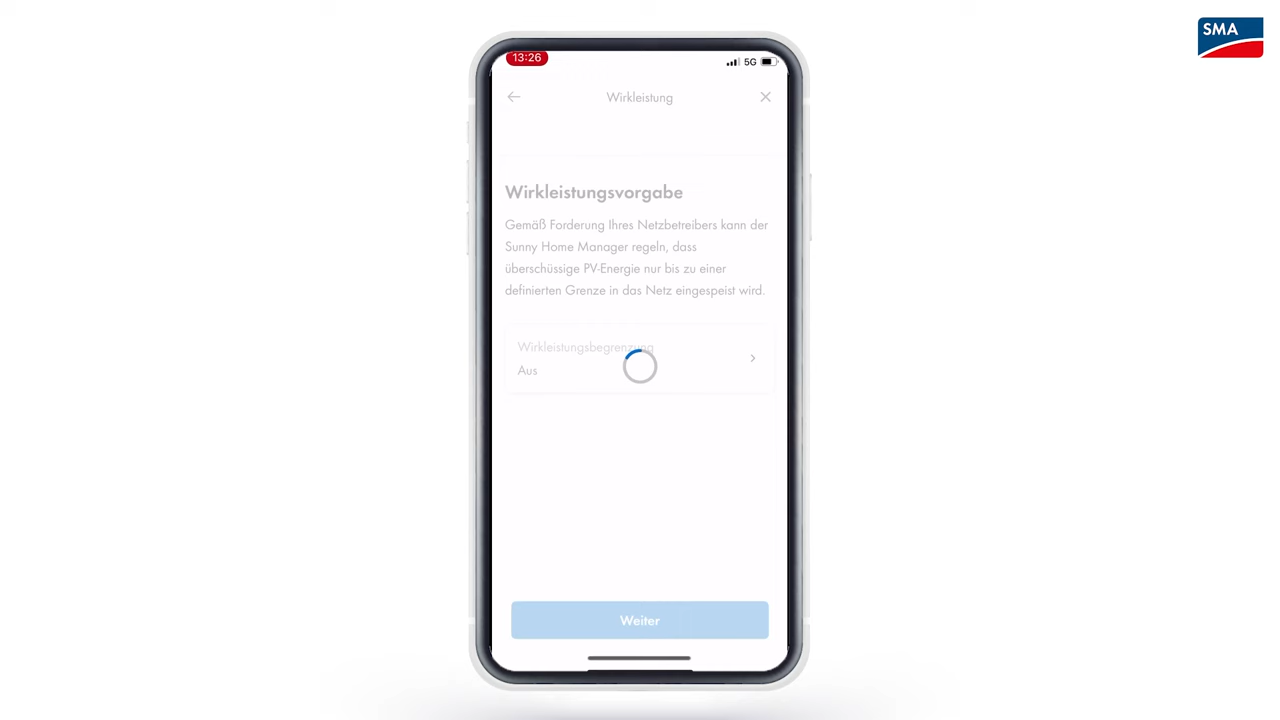 SMA
13:26
5G
Wirkleistung
Wirkleistungsvorgabe
Gemäß Forderung Ihres Netzbetreibers kann der
Sunny Home Manager regeln, dass
überschüssige PV-Energie nur bis zu einer
definierten Grenze in das Netz eingespeist wird.
Wirkleistungsbegrenzung
Aus
Weiter